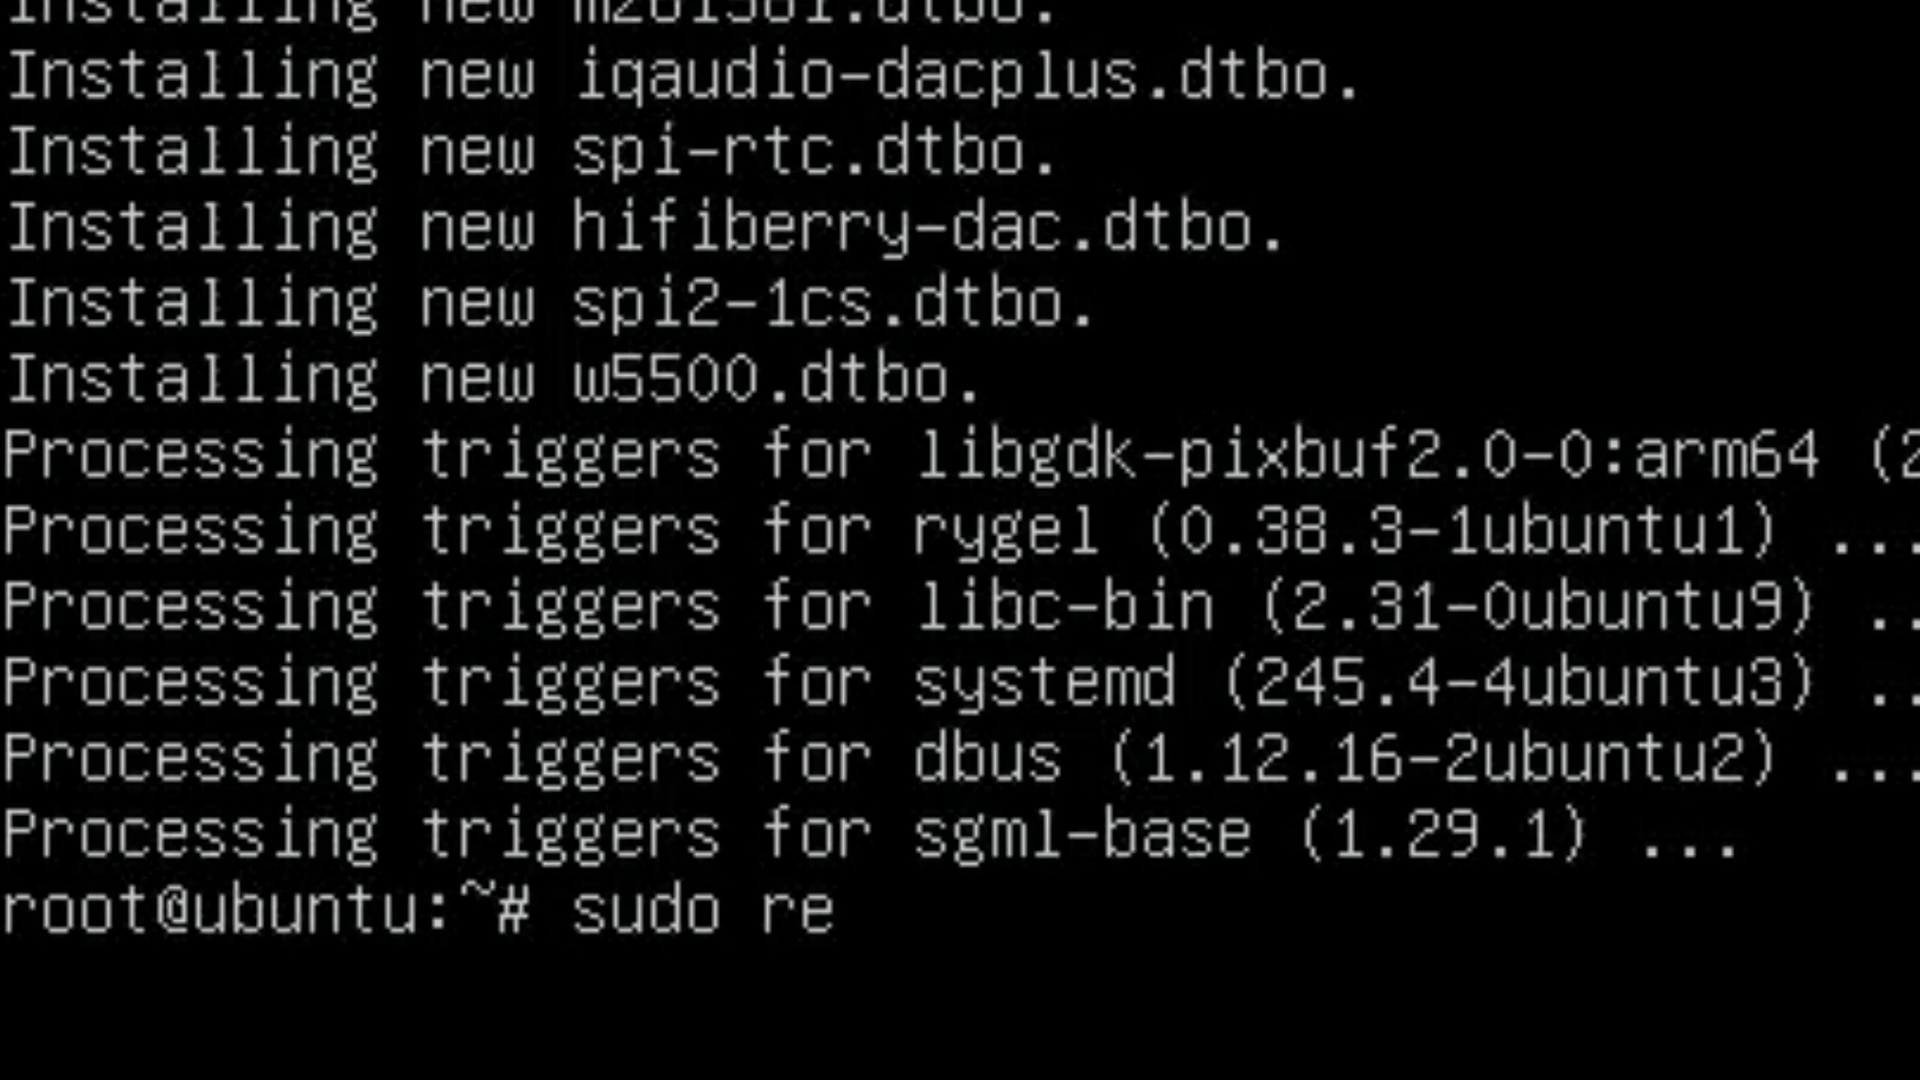 Installing new
Installing new iqaudio-dacplus.dtbo.
Installing new spi-rtc.dtbo.
Installing new hifiberry-dac.dtbo.
Installing new spi2-1cs.dtbo.
Installing new w5500.dtbo.
Processing triggers for libgdk-pixbuf2.0-0:arm64 (2
Processing triggers for rygel (0.38.3-1ubuntu1) ...
Processing triggers for libc-bin (2.31-0ubuntu9) ..
Processing triggers for systemd (245.4-4ubuntu3) ..
Processing triggers for dbus (1.12.16-2ubuntu2) ...
Processing triggers for sgml-base (1.29.1) ...
root@ubuntu:~# sudo re